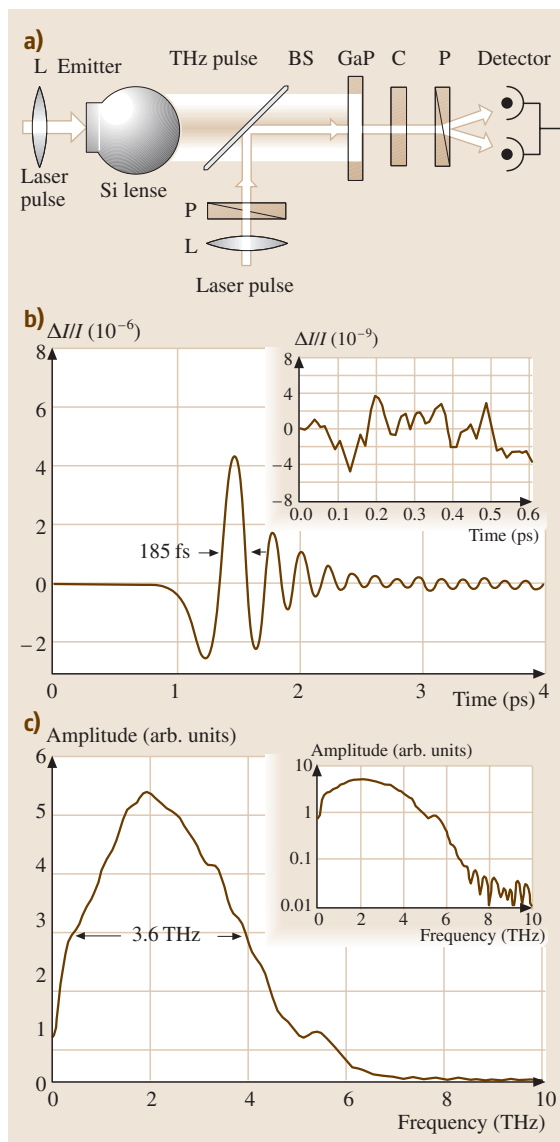 a)
L Emitter THz pulse BS GaP C P Detector
Laser pulse
Si lense
P
L
Laser pulse
b)
ΔI/I (10⁻⁶)
8
6
4
2
0
−2
185 fs
0 1 2 3 4
Time (ps)
ΔI/I (10⁻⁹)
8
4
0
−4
−8
0.0 0.1 0.2 0.3 0.4 0.5 0.6
Time (ps)
c)
Amplitude (arb. units)
6
5
4
3
2
1
0
3.6 THz
0 2 4 6 8 10
Frequency (THz)
Amplitude (arb. units)
10
1
0.1
0.01
0 2 4 6 8 10
Frequency (THz)